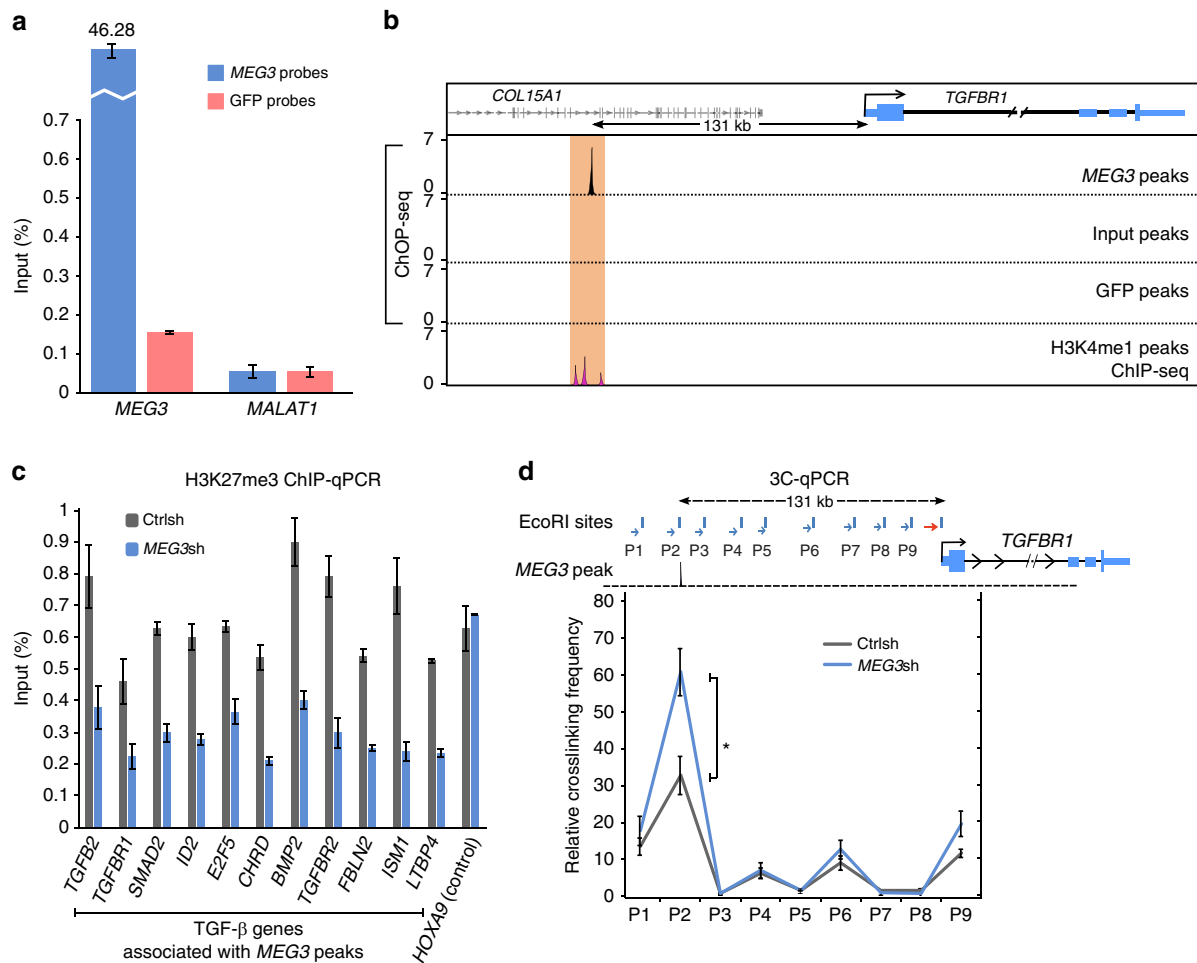 a
46.28
MEG3 probes
GFP probes
0.7
0.6
0.5
0.4
0.3
0.2
0.1
0
Input (%)
MEG3
MALAT1
b
COL15A1
TGFBR1
131 kb
ChOP-seq
7
0
MEG3 peaks
7
0
Input peaks
7
0
GFP peaks
7
0
H3K4me1 peaks
ChIP-seq
c
H3K27me3 ChIP-qPCR
Ctrlsh
MEG3sh
1
0.9
0.8
0.7
0.6
0.5
0.4
0.3
0.2
0.1
0
Input (%)
TGFB2
TGFBR1
SMAD2
ID2
E2F5
CHRD
BMP2
TGFBR2
FBLN2
ISM1
LTBP4
HOXA9 (control)
TGF-β genes
associated with MEG3 peaks
d
3C-qPCR
131 kb
EcoRI sites
P1 P2 P3 P4 P5 P6 P7 P8 P9
TGFBR1
MEG3 peak
80
70
60
50
40
30
20
10
0
Relative crosslinking frequency
Ctrlsh
MEG3sh
*
P1 P2 P3 P4 P5 P6 P7 P8 P9